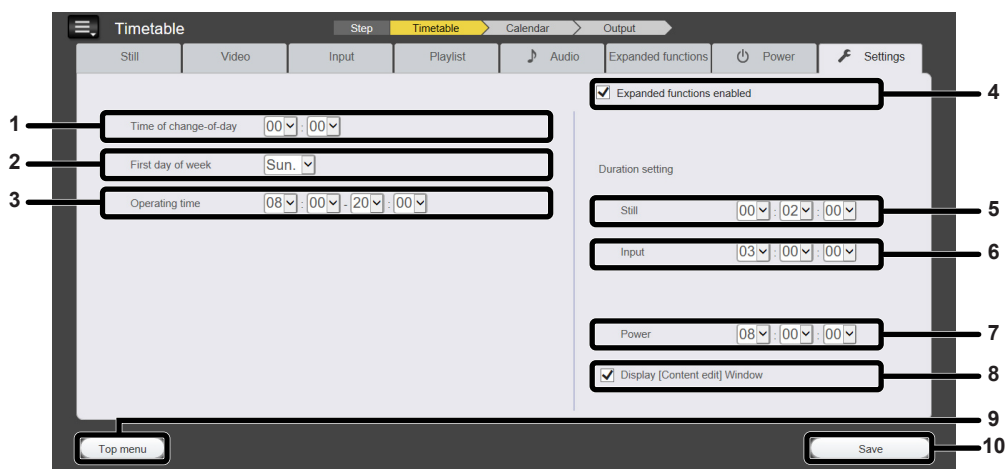 Timetable Step Timetable Calendar Output
Still Video Input Playlist Audio Expanded functions Power Settings
Expanded functions enabled 4
1 Time of change-of-day 00 : 00
2 First day of week Sun.
Duration setting
3 Operating time 08 : 00 - 20 : 00
Still 00 : 02 : 00 5
Input 03 : 00 : 00 6
Power 08 : 00 : 00 7
Display [Content edit] Window 8
9
Top menu Save 10